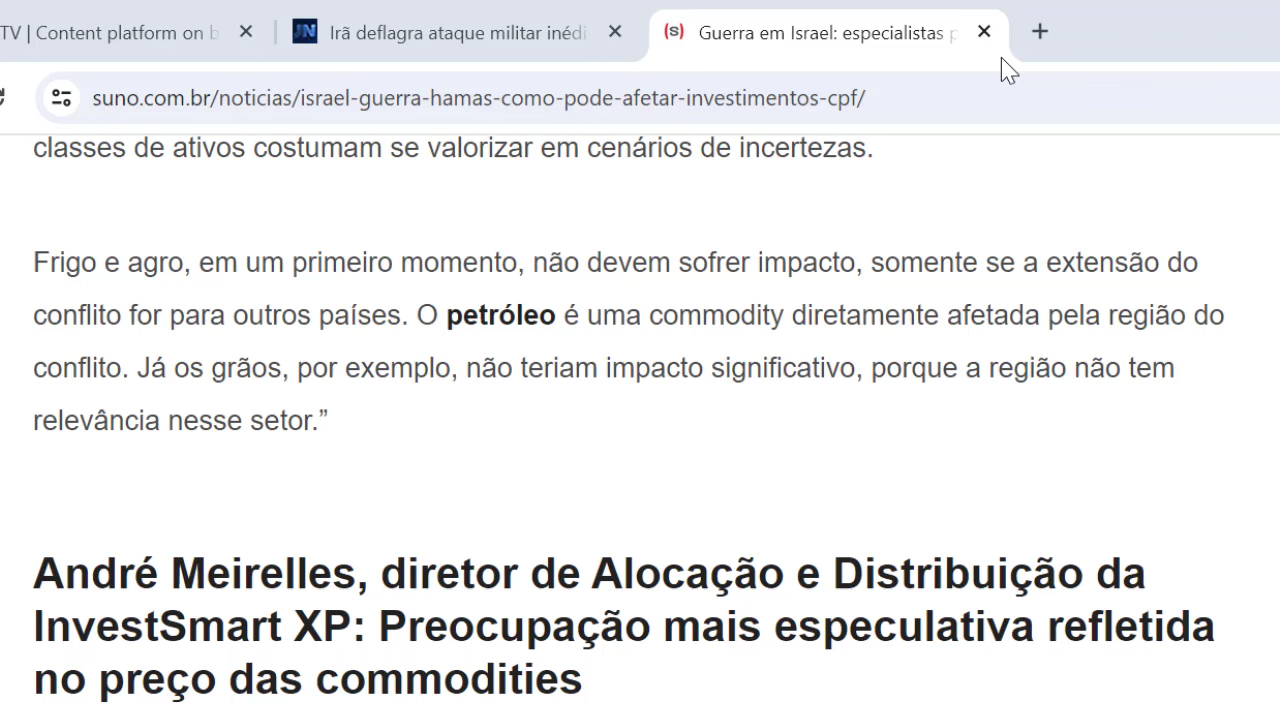 TV | Content platform on b
JN
Irã deflagra ataque militar inédi
(s)
Guerra em Israel: especialistas p
suno.com.br/noticias/israel-guerra-hamas-como-pode-afetar-investimentos-cpf/
classes de ativos costumam se valorizar em cenários de incertezas.
Frigo e agro, em um primeiro momento, não devem sofrer impacto, somente se a extensão do
conflito for para outros países. O petróleo é uma commodity diretamente afetada pela região do
conflito. Já os grãos, por exemplo, não teriam impacto significativo, porque a região não tem
relevância nesse setor.”
André Meirelles, diretor de Alocação e Distribuição da
InvestSmart XP: Preocupação mais especulativa refletida
no preço das commodities